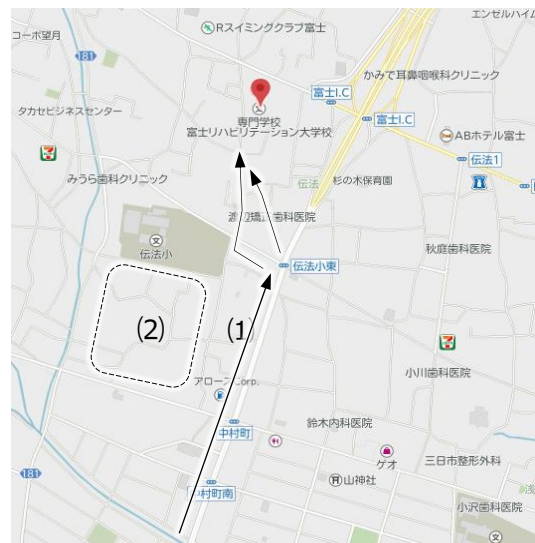 エンゼルハイム
Rスイミングクラブ富士
コーポ望月
181
かみで耳鼻咽喉科クリニック
富士I.C
タカセビジネスセンター
専門学校
富士リハビリテーション大学校
富士I.C
ABホテル富士
伝法1
みうら歯科クリニック
伝法
杉の木保育園
歯科医院
伝法小
伝法小東
秋庭歯科医院
(2)
(1)
小川歯科医院
アロースCorp.
鈴木内科医院
中村町
ゲオ
三日市整形外科
181
中村町南
山神社
小沢歯科医院